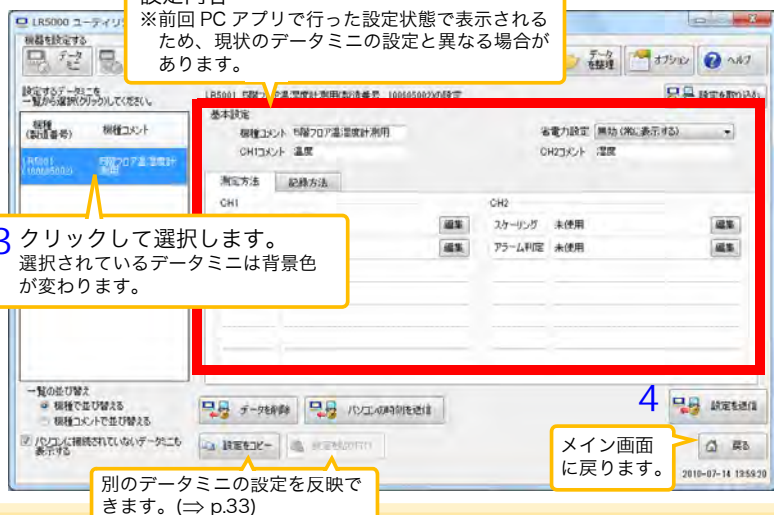 設定内容
※前回 PC アプリで行った設定状態で表示される
ため、現状のデータミニの設定と異なる場合が
あります。
LR5000 ユーティリ
機器を設定する
データ
ミニ
データ
を整理
オプション
ヘルプ
設定するデータミニを
一覧から選択(クリック)してください。
設定を取り込む
機種
(製造番号)
機種コメント
LR5001
(100605002)
5階フロア温湿度計
測用
基本設定
機種コメント 5階フロア温湿度計測用
省電力設定 無効 (常に表示する)
CH1コメント 温度
CH2コメント 湿度
測定方法 記録方法
CH1
CH2
編集
スケーリング 未使用 編集
編集
アラーム判定 未使用 編集
3 クリックして選択します。
選択されているデータミニは背景色
が変わります。
一覧の並び替え
機種で並び替える
機種コメントで並び替える
パソコンに接続されていないデータミニも
表示する
データを削除
パソコンの時刻を送信
4
設定を送信
設定をコピー
メイン画面
に戻ります。
戻る
2010-07-14 13:59:20
別のデータミニの設定を反映で
きます。(⇒ p.33)